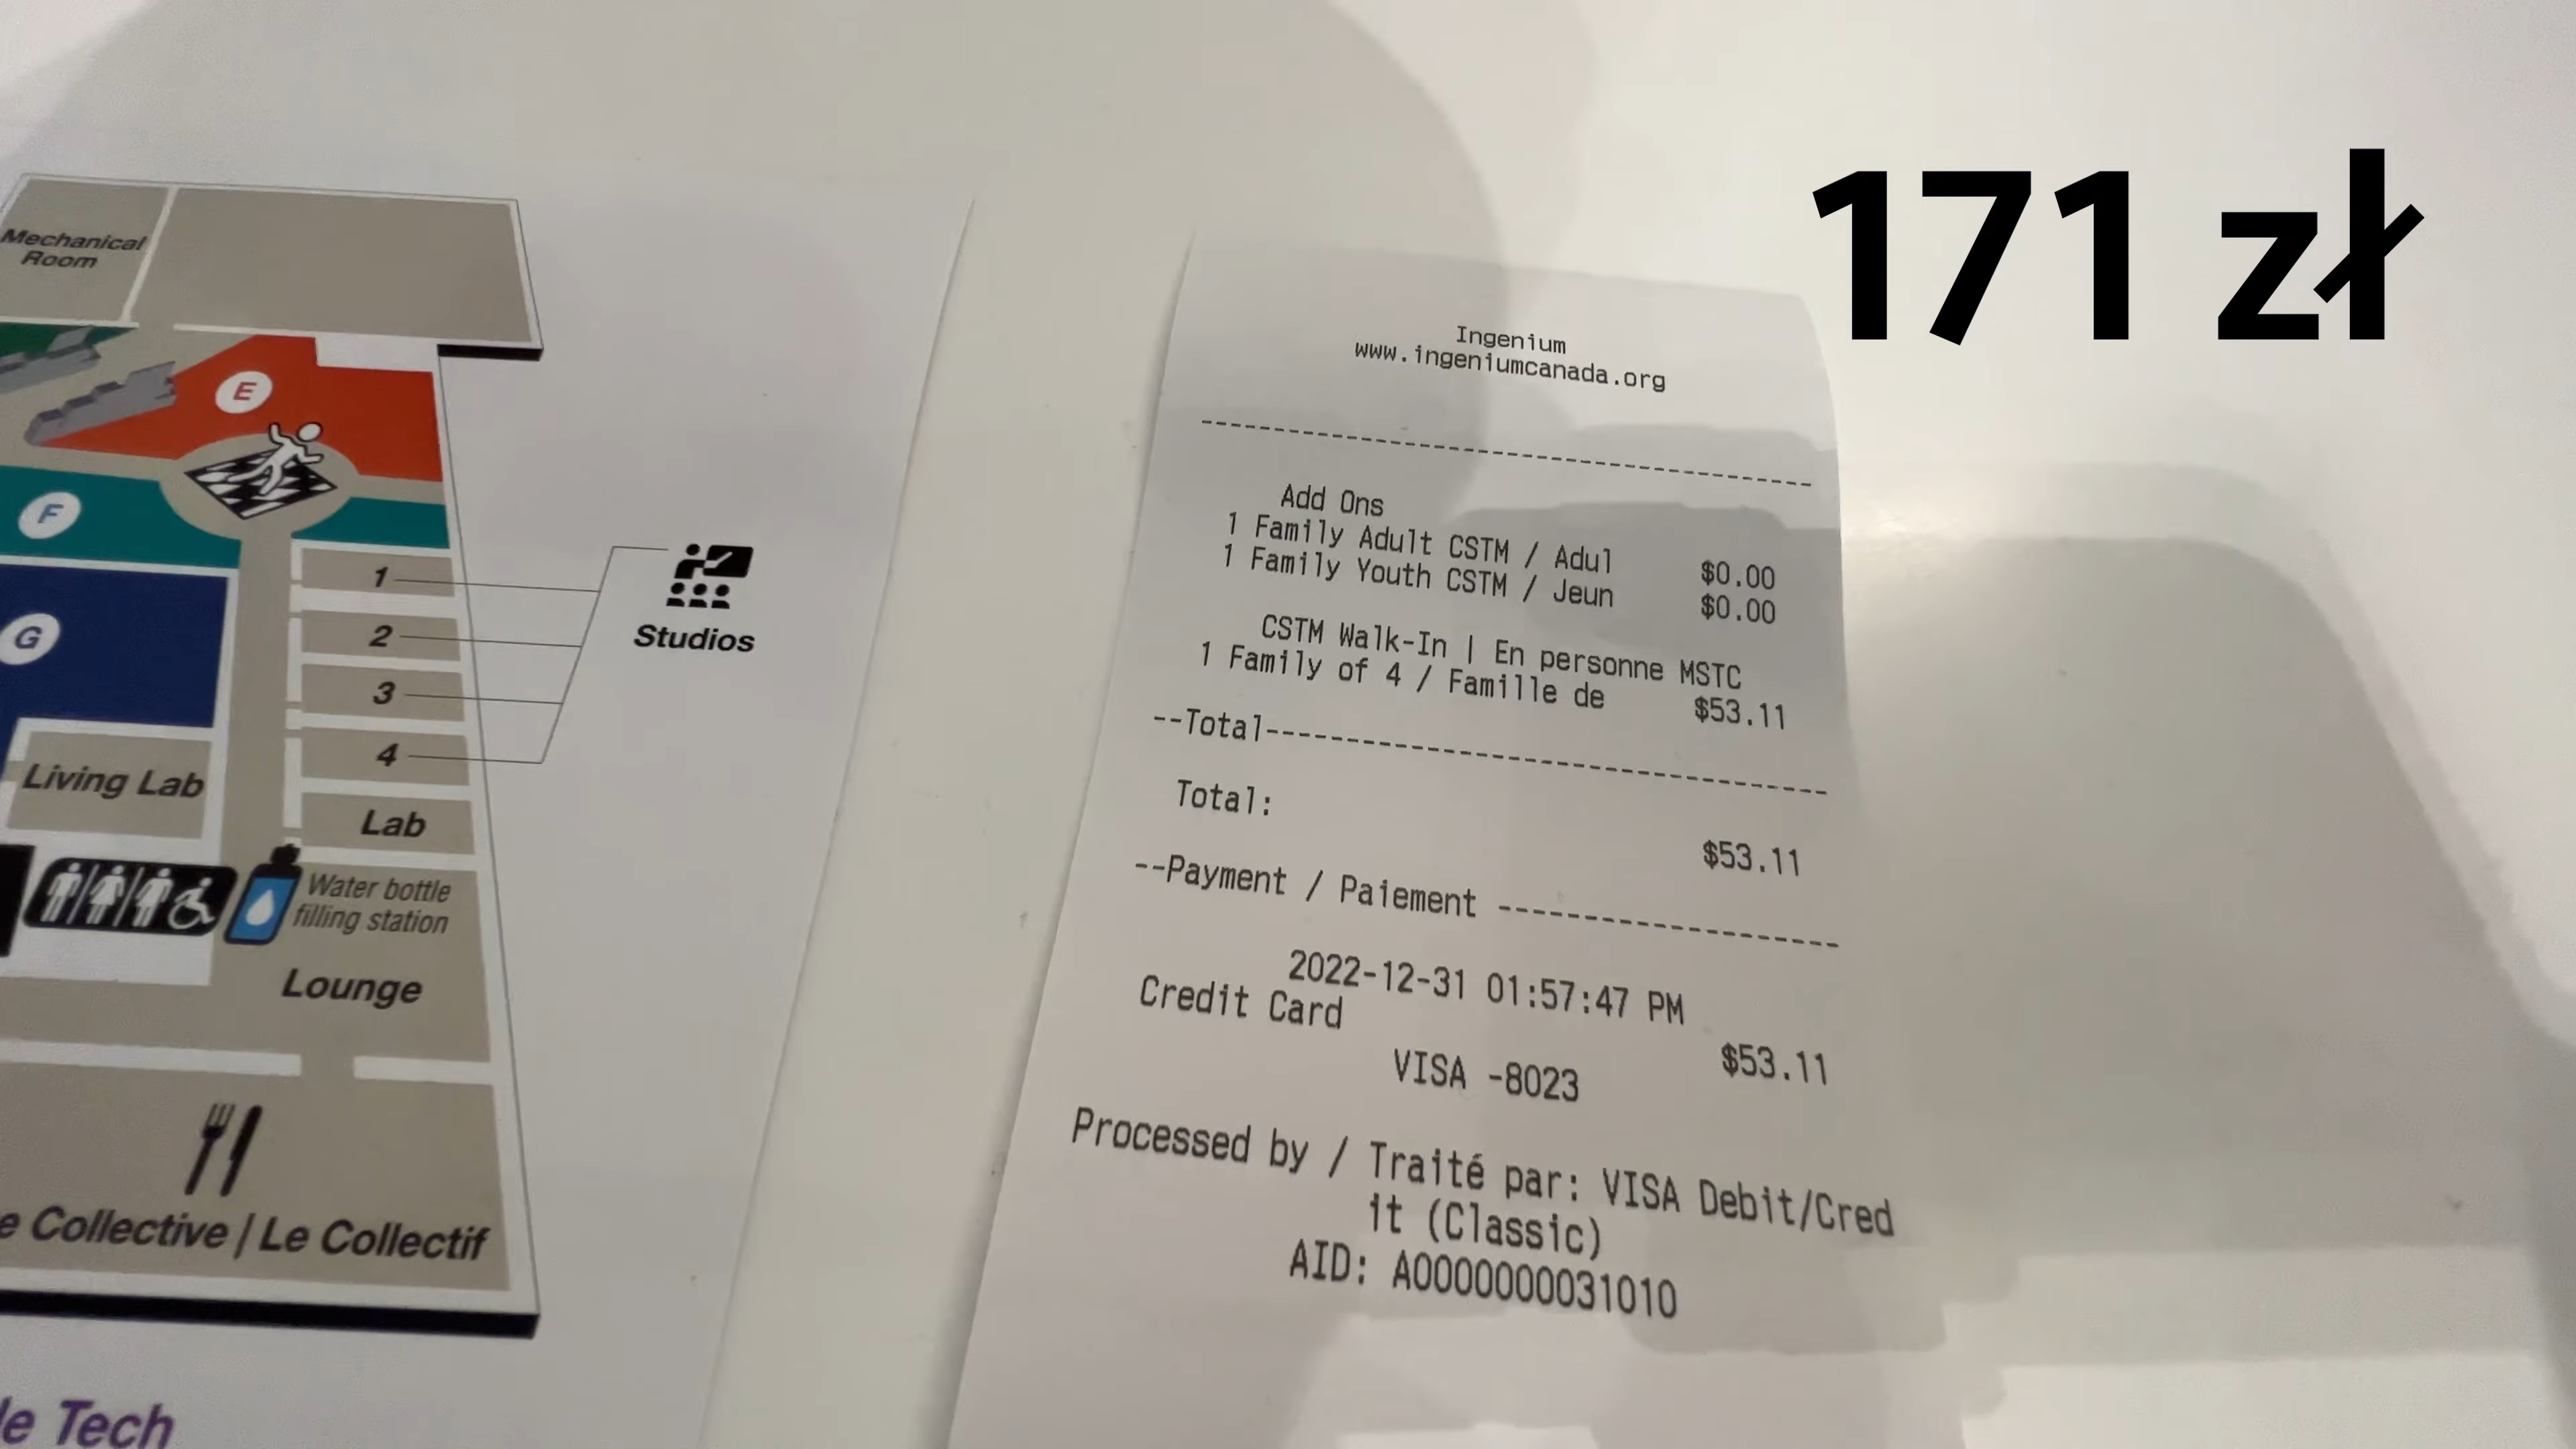 171 zł
Mechanical
Room
E
F
G
1
2
3
4
Studios
Living Lab
Lab
Water bottle
filling station
Lounge
Collective | Le Collectif
Tech
Ingenium
www.ingeniumcanada.org
Add Ons
1 Family Adult CSTM / Adul $0.00
1 Family Youth CSTM / Jeun $0.00
CSTM Walk-In | En personne MSTC
1 Family of 4 / Famille de $53.11
--Total--------------------------------
Total:
$53.11
--Payment / Paiement -------------------
2022-12-31 01:57:47 PM
Credit Card
$53.11
VISA -8023
Processed by / Traité par: VISA Debit/Cred
it (Classic)
AID: A0000000031010